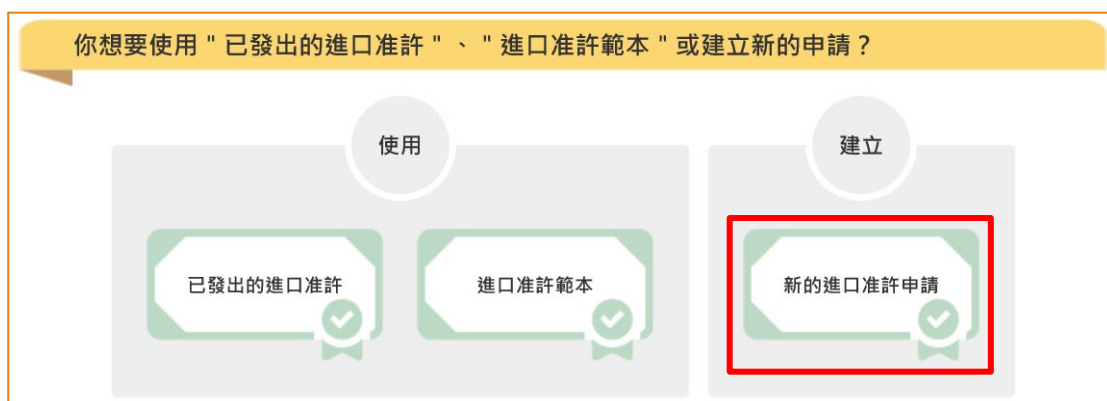 你想要使用 " 已發出的進口准許 " 、 " 進口准許範本 " 或建立新的申請？
使用
建立
已發出的進口准許
進口准許範本
新的進口准許申請